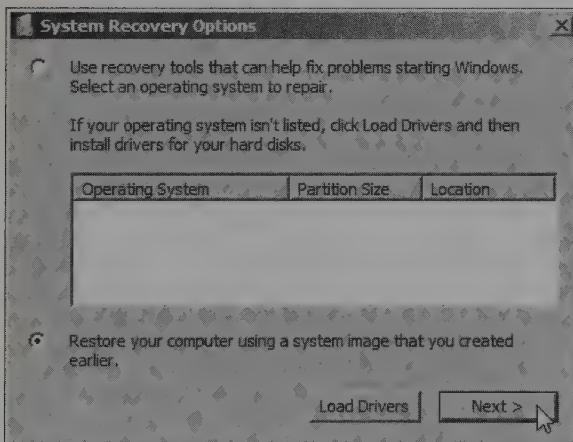 System Recovery Options
Use recovery tools that can help fix problems starting Windows.
Select an operating system to repair.
If your operating system isn't listed, click Load Drivers and then
install drivers for your hard disks.
Operating System Partition Size Location
Restore your computer using a system image that you created
earlier.
Load Drivers Next >